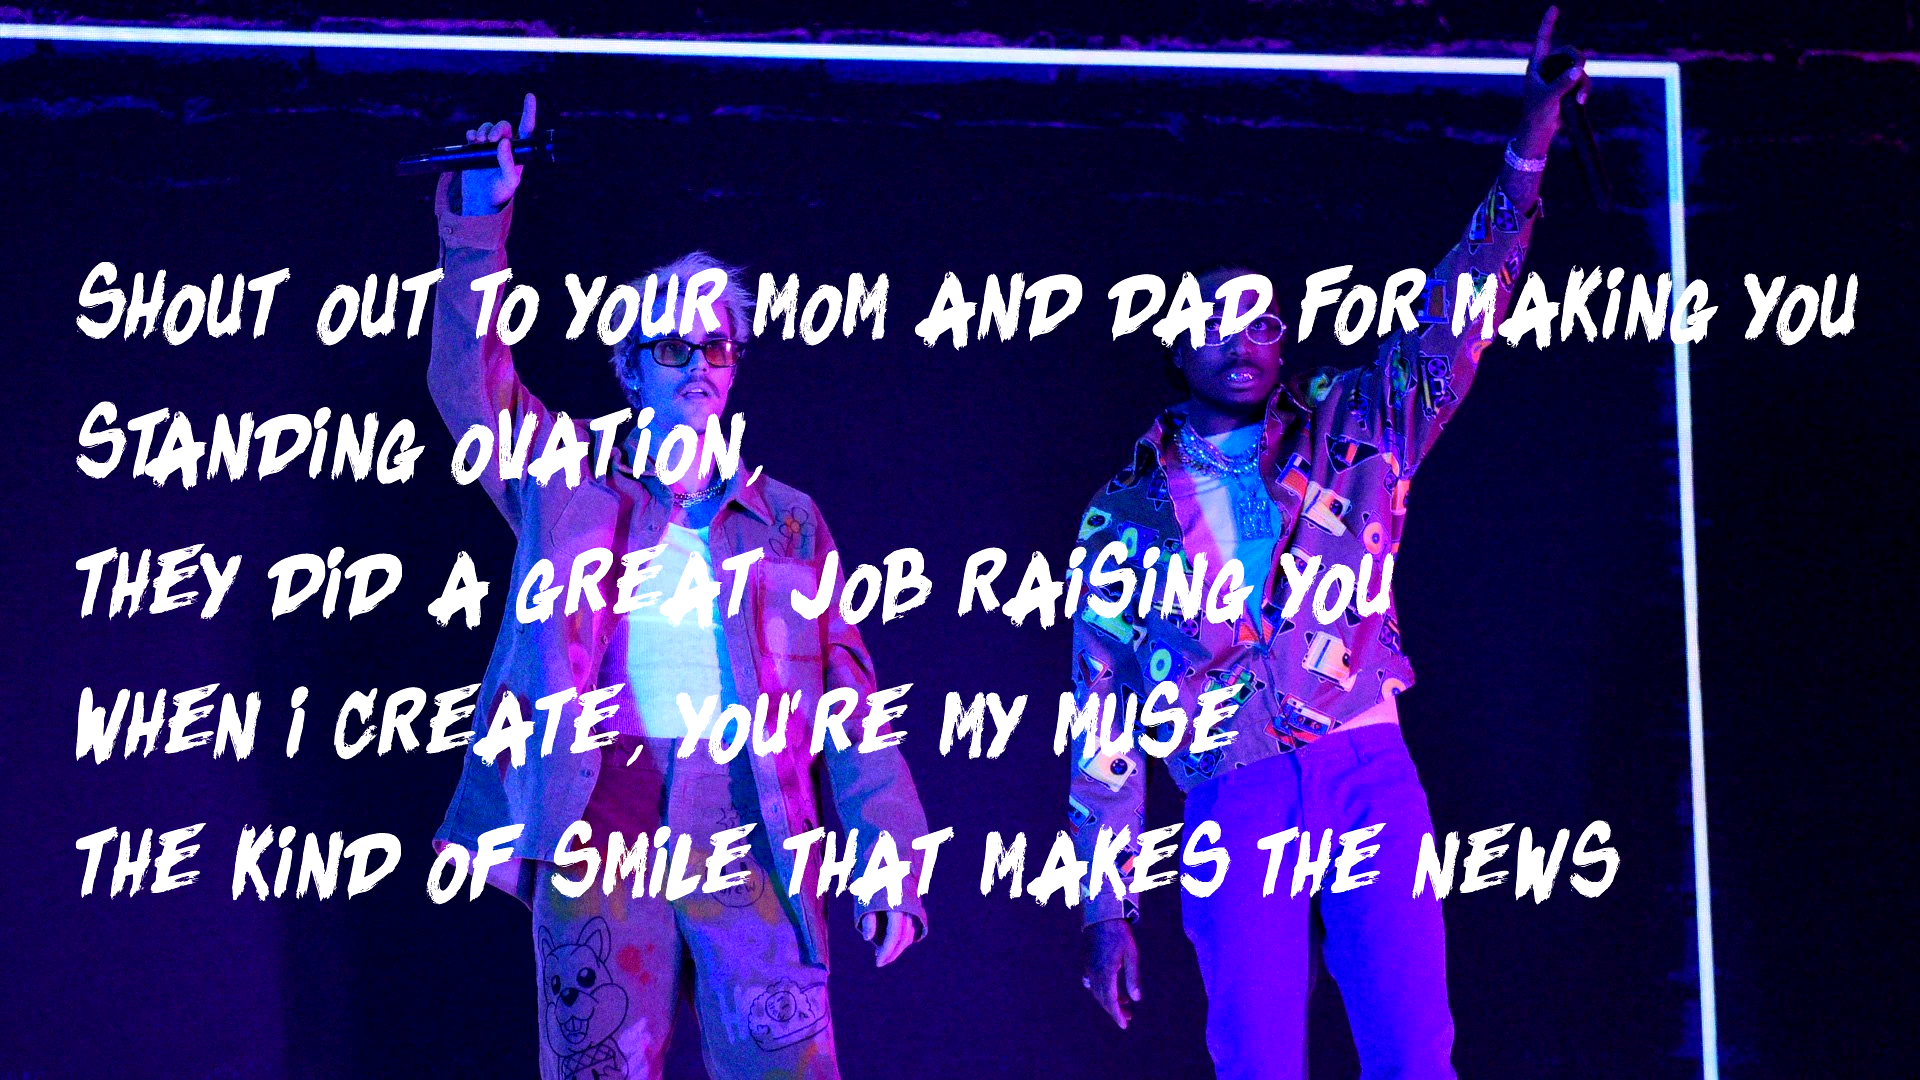 SHOUT OUT TO YOUR MOM AND DAD FOR MAKING YOU
STANDING OVATION,
THEY DID A GREAT JOB RAISING YOU
WHEN I CREATE, YOU'RE MY MUSE
THE KIND OF SMILE THAT MAKES THE NEWS